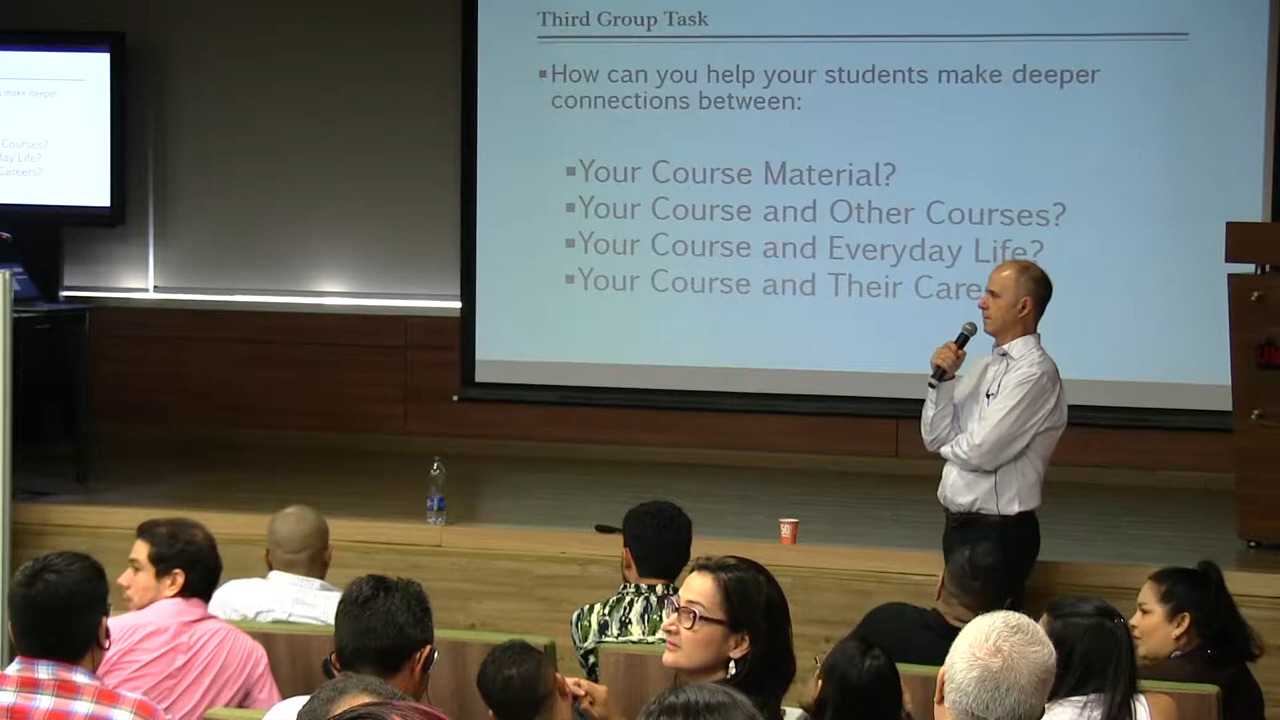 Third Group Task
▪How can you help your students make deeper
connections between:
▪Your Course Material?
▪Your Course and Other Courses?
▪Your Course and Everyday Life?
▪Your Course and Their
make deeper
Courses?
Life?
Careers?